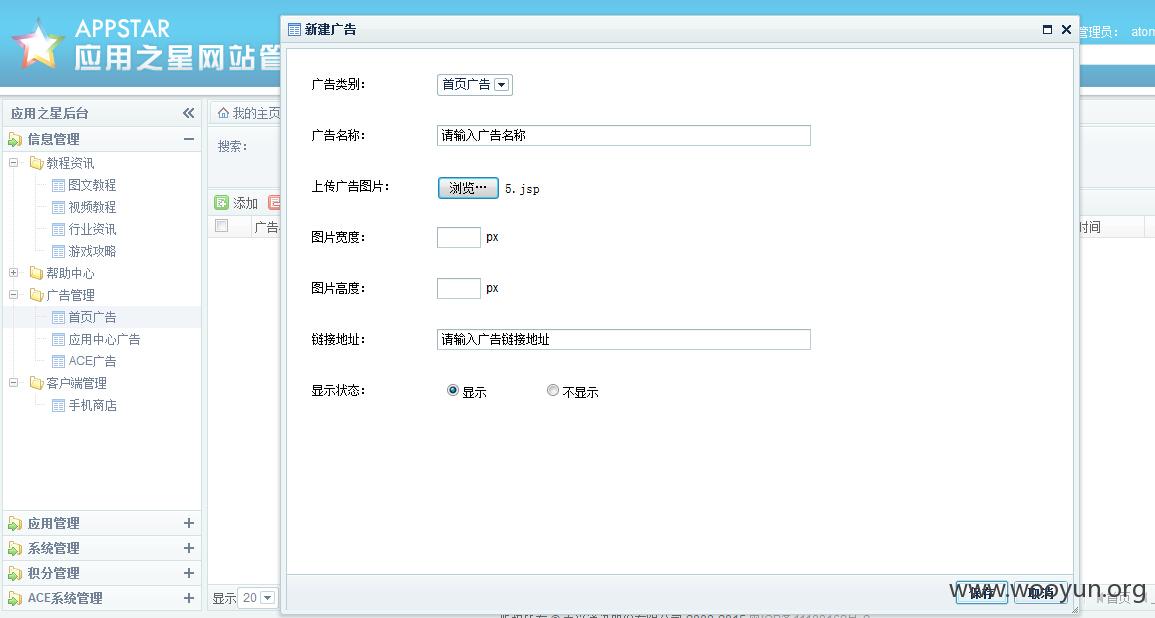 APPSTAR
应用之星网站管
管理员: atom
新建广告
应用之星后台
信息管理
教程资讯
图文教程
视频教程
行业资讯
游戏攻略
帮助中心
广告管理
首页广告
应用中心广告
ACE广告
客户端管理
手机商店
应用管理
系统管理
积分管理
ACE系统管理
我的主页
搜索:
添加
广告
时间
显示 20
广告类别: 首页广告
广告名称: 请输入广告名称
上传广告图片: 浏览… 5.jsp
图片宽度: px
图片高度: px
链接地址: 请输入广告链接地址
显示状态: 显示 不显示
保存 取消
首页
www.wooyun.org